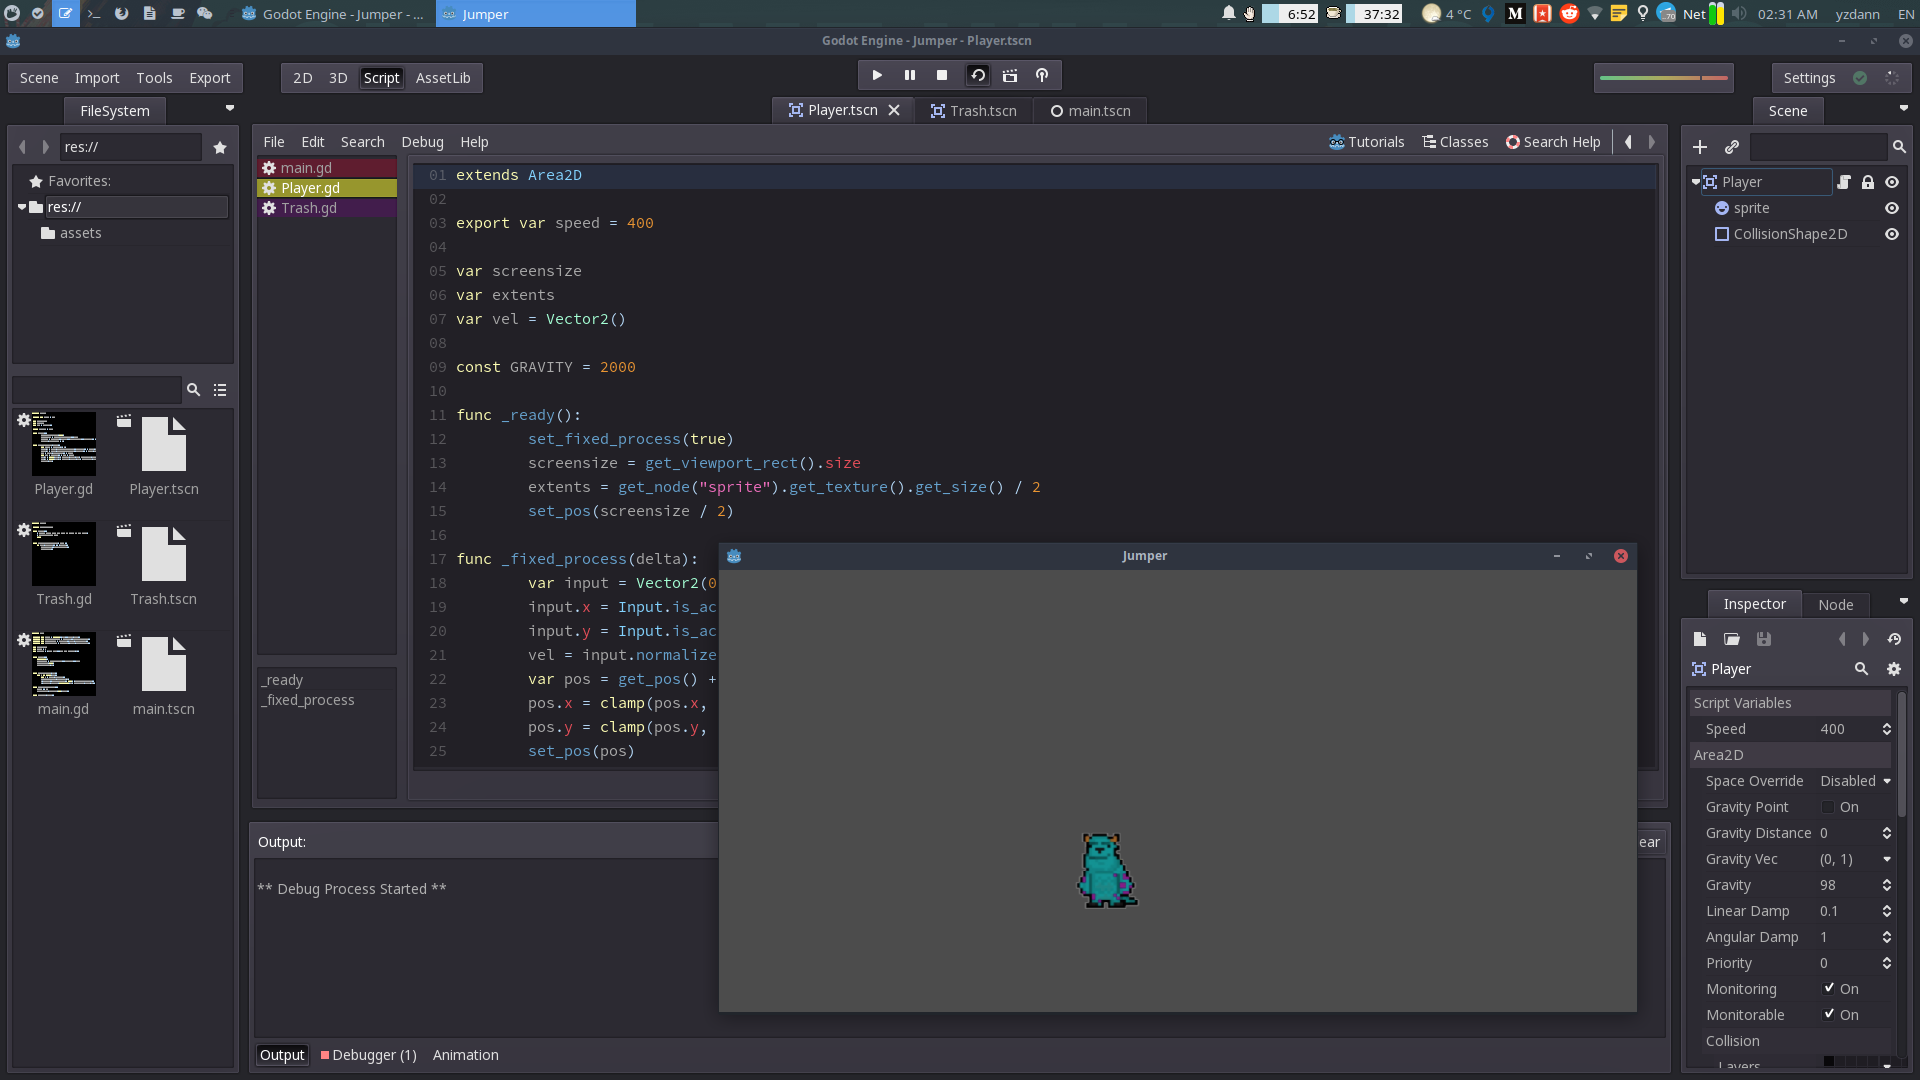 Godot Engine - Jumper - ...
Jumper
6:52
37:32
4 °C
M
70
Net
02:31 AM
yzdann
EN
Godot Engine - Jumper - Player.tscn
Scene Import Tools Export
2D 3D Script AssetLib
Settings
FileSystem
Player.tscn
Trash.tscn
main.tscn
Scene
res://
File Edit Search Debug Help
Tutorials
Classes
Search Help
Favorites:
res://
assets
main.gd
Player.gd
Trash.gd
01 extends Area2D
02
03 export var speed = 400
04
05 var screensize
06 var extents
07 var vel = Vector2()
08
09 const GRAVITY = 2000
10
11 func _ready():
12 set_fixed_process(true)
13 screensize = get_viewport_rect().size
14 extents = get_node("sprite").get_texture().get_size() / 2
15 set_pos(screensize / 2)
16
17 func _fixed_process(delta):
18 var input = Vector2(0
19 input.x = Input.is_ac
20 input.y = Input.is_ac
21 vel = input.normalize
22 var pos = get_pos() +
23 pos.x = clamp(pos.x,
24 pos.y = clamp(pos.y,
25 set_pos(pos)
Player
sprite
CollisionShape2D
Player.gd
Player.tscn
Trash.gd
Trash.tscn
main.gd
main.tscn
_ready
_fixed_process
Jumper
Output:
ear
** Debug Process Started **
Output
Debugger (1)
Animation
Inspector
Node
Player
Script Variables
Speed 400
Area2D
Space Override Disabled
Gravity Point On
Gravity Distance 0
Gravity Vec (0, 1)
Gravity 98
Linear Damp 0.1
Angular Damp 1
Priority 0
Monitoring On
Monitorable On
Collision
Layers